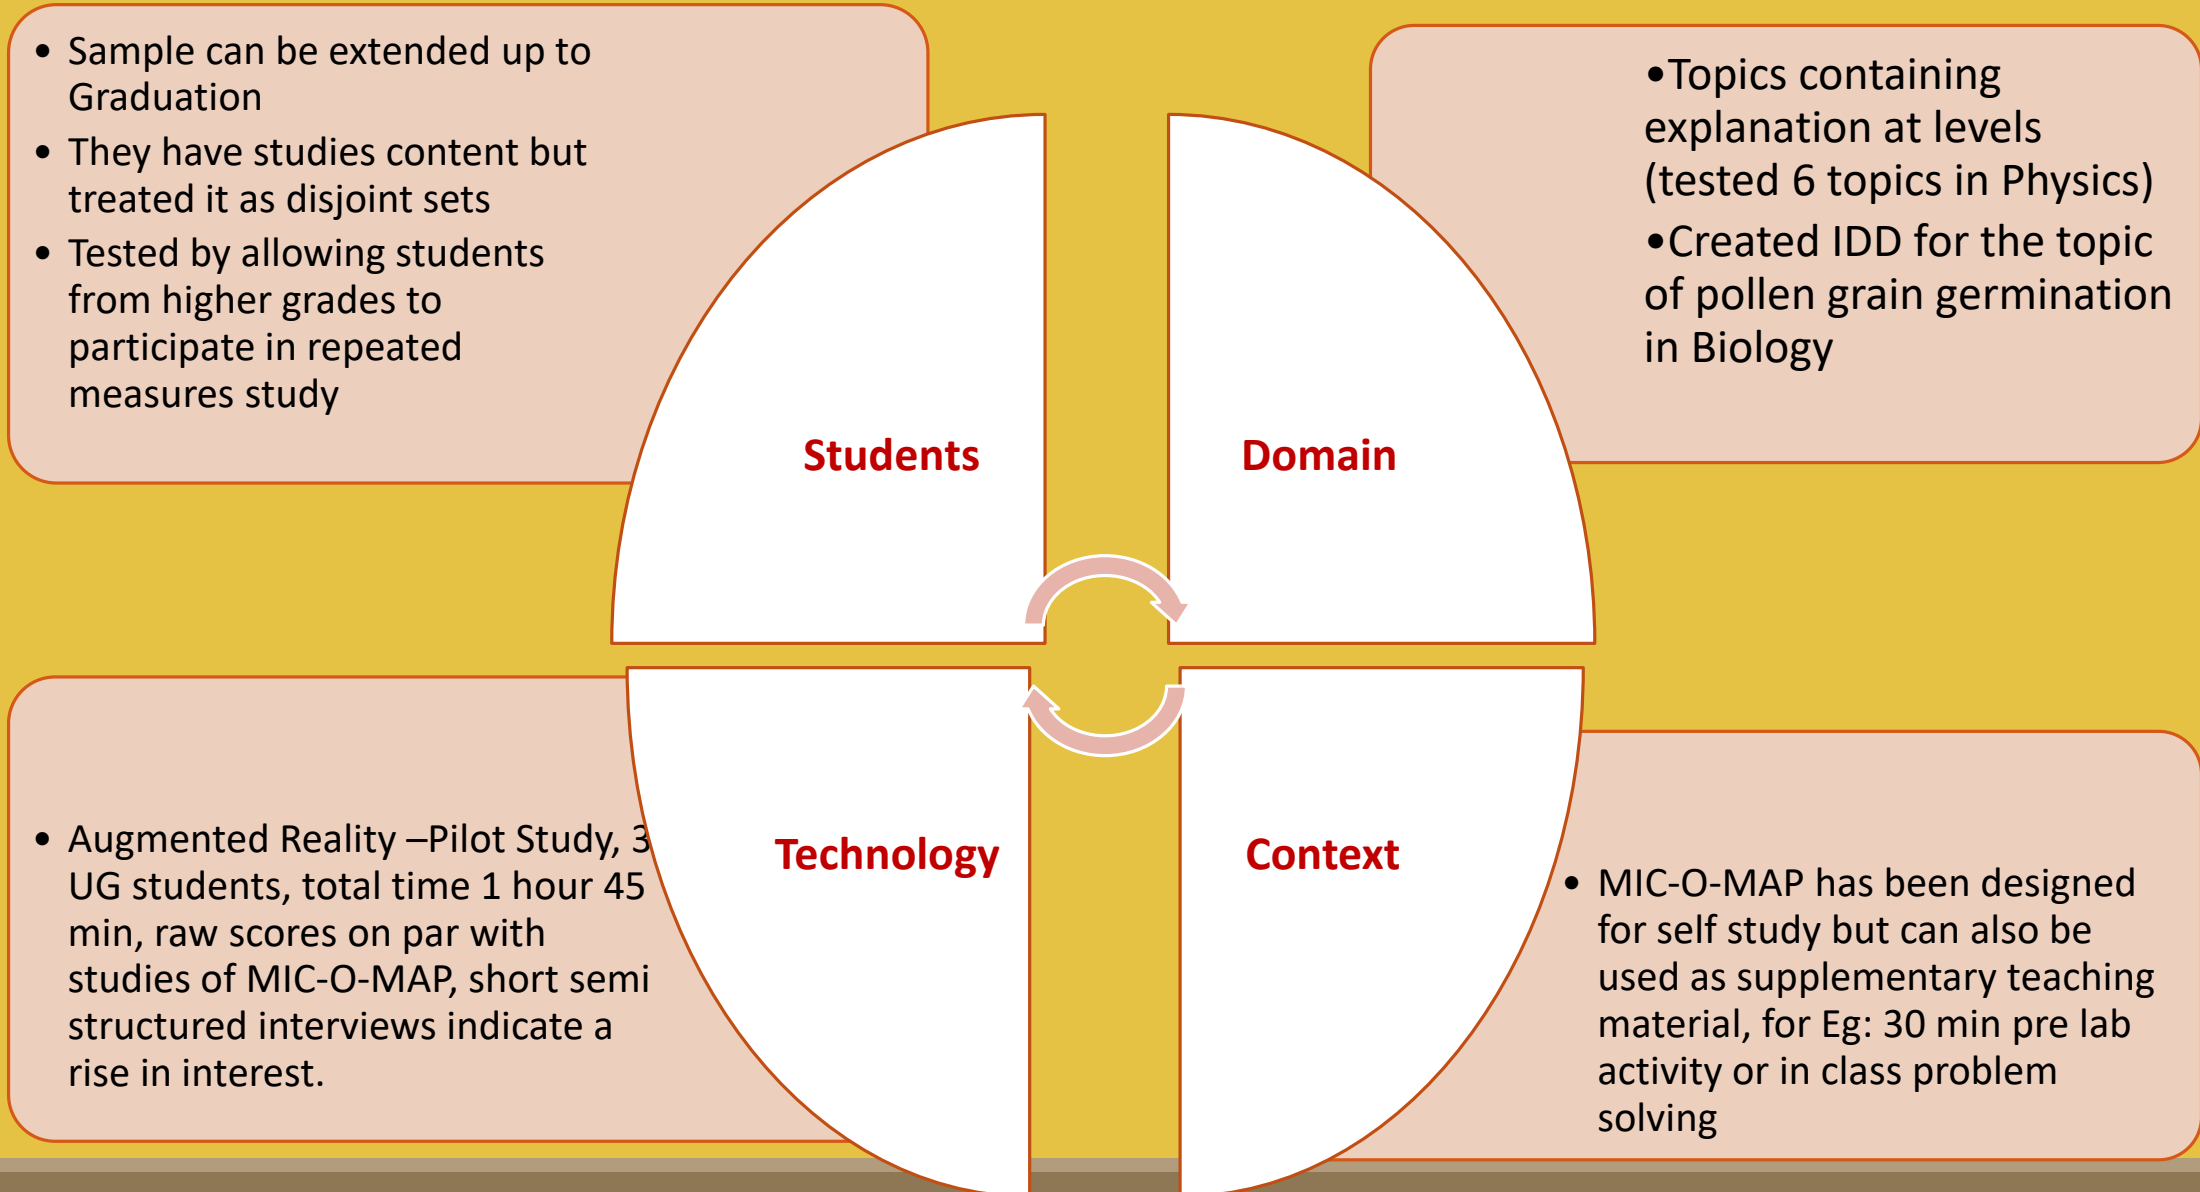 • Sample can be extended up to
Graduation
• They have studies content but
treated it as disjoint sets
• Tested by allowing students
from higher grades to
participate in repeated
measures study
•Topics containing
explanation at levels
(tested 6 topics in Physics)
•Created IDD for the topic
of pollen grain germination
in Biology
Students
Domain
Technology
Context
• Augmented Reality –Pilot Study, 3
UG students, total time 1 hour 45
min, raw scores on par with
studies of MIC-O-MAP, short semi
structured interviews indicate a
rise in interest.
• MIC-O-MAP has been designed
for self study but can also be
used as supplementary teaching
material, for Eg: 30 min pre lab
activity or in class problem
solving